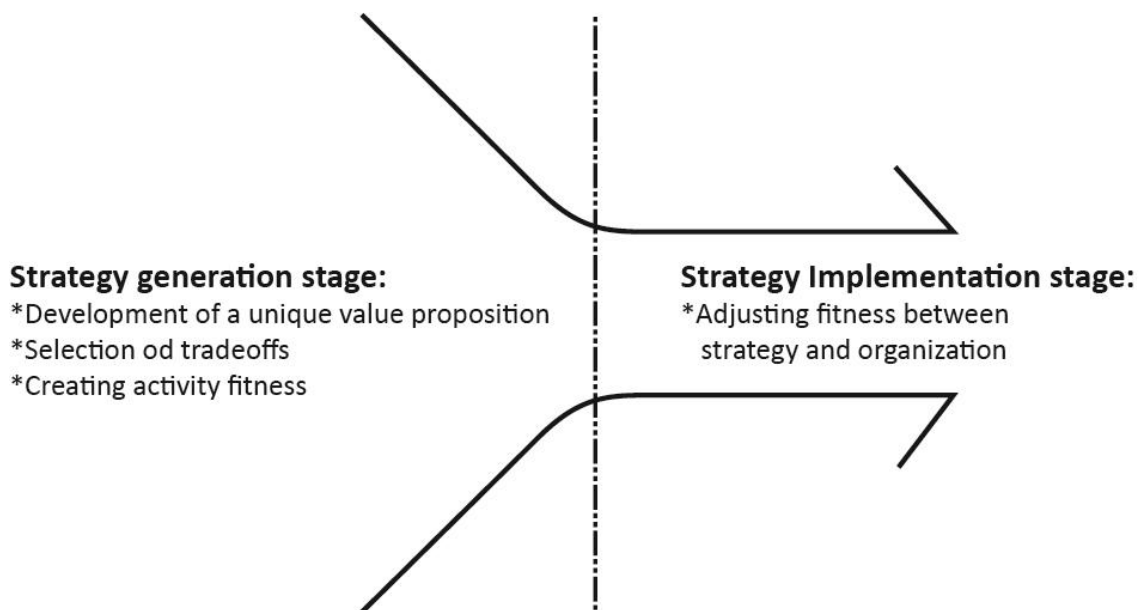 Strategy generation stage:
*Development of a unique value proposition
*Selection od tradeoffs
*Creating activity fitness
Strategy Implementation stage:
*Adjusting fitness between
strategy and organization